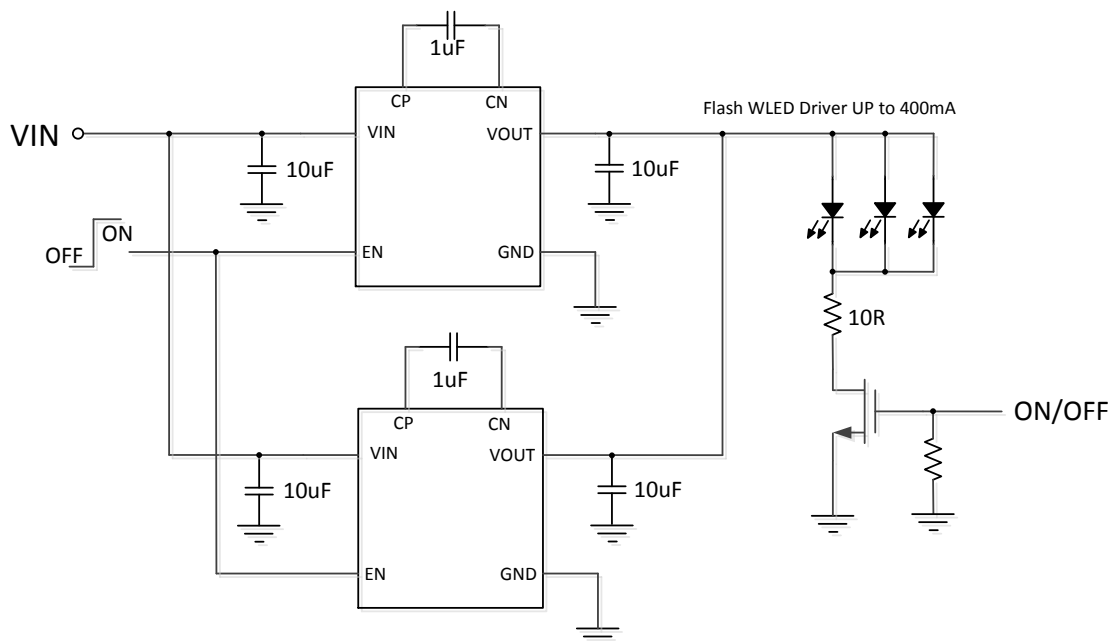 1uF
CP
CN
Flash WLED Driver UP to 400mA
VIN
VIN
VOUT
10uF
10uF
ON
OFF
EN
GND
10R
1uF
CP
CN
ON/OFF
VIN
VOUT
10uF
10uF
EN
GND